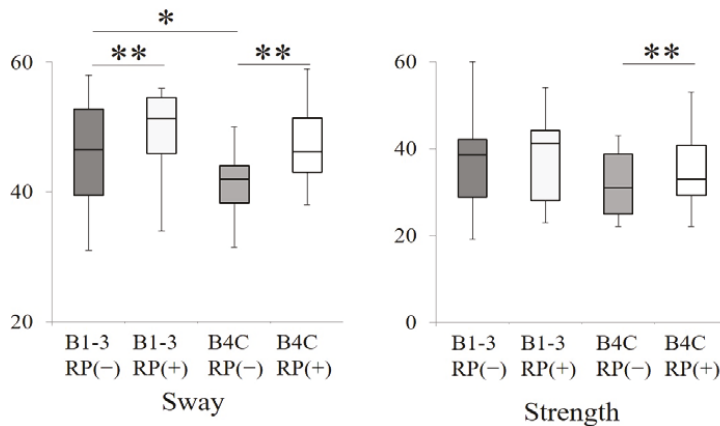 *
**
**
60
40
20
B1-3 RP(−)
B1-3 RP(+)
B4C RP(−)
B4C RP(+)
Sway
**
60
40
20
0
B1-3 RP(−)
B1-3 RP(+)
B4C RP(−)
B4C RP(+)
Strength